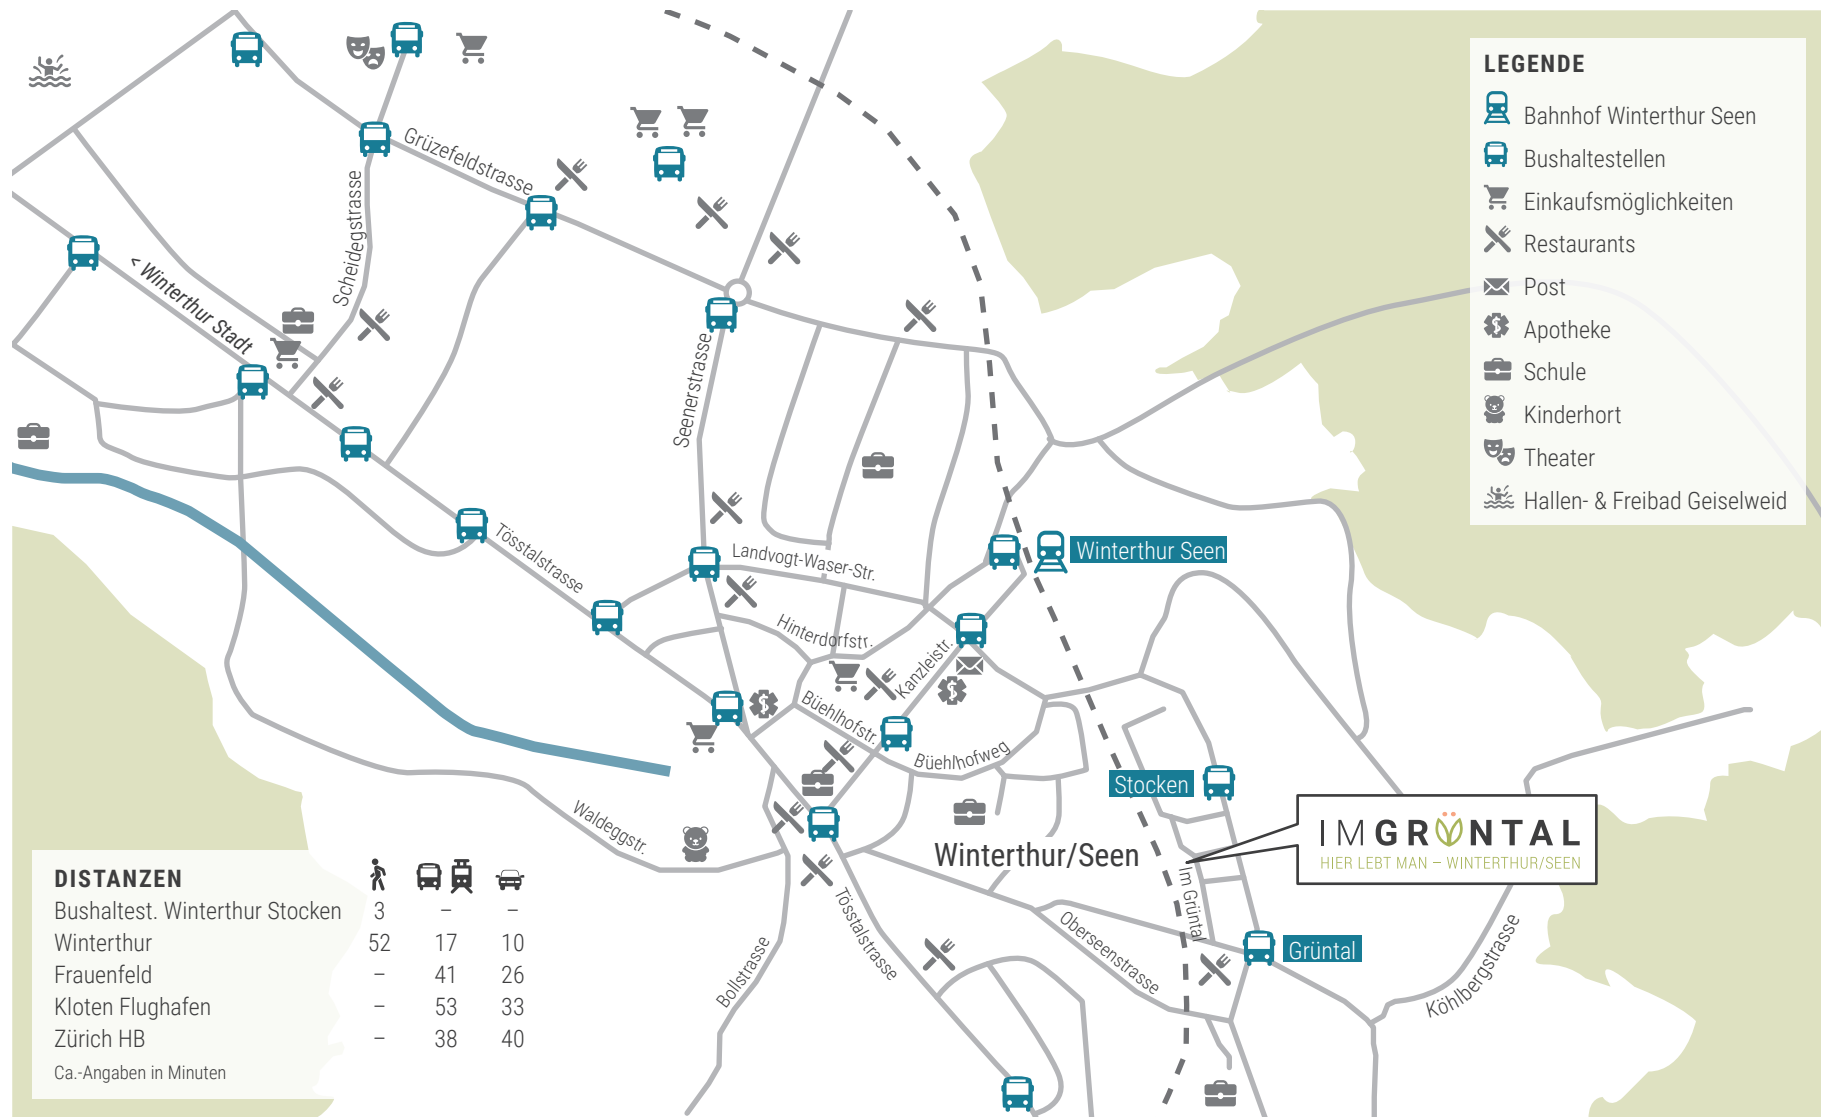 LEGENDE
Bahnhof Winterthur Seen
Bushaltestellen
Einkaufsmöglichkeiten
Restaurants
Post
Apotheke
Schule
Kinderhort
Theater
Hallen- & Freibad Geiselweid
Grüzefeldstrasse
Scheidegstrasse
< Winterthur Stadt
Seenerstrasse
Tösstalstrasse
Landvogt-Waser-Str.
Winterthur Seen
Hinterdorfstr.
Kanzleistr.
Büehlhofstr.
Büehlhofweg
Stocken
Waldeggstr.
Winterthur/Seen
IM GRÜNTAL
HIER LEBT MAN – WINTERTHUR/SEEN
Im Grüntal
Tösstalstrasse
Oberseenstrasse
Grüntal
Bollstrasse
Köhlbergstrasse
DISTANZEN
Bushaltest. Winterthur Stocken 3 – –
Winterthur 52 17 10
Frauenfeld – 41 26
Kloten Flughafen – 53 33
Zürich HB – 38 40
Ca.-Angaben in Minuten